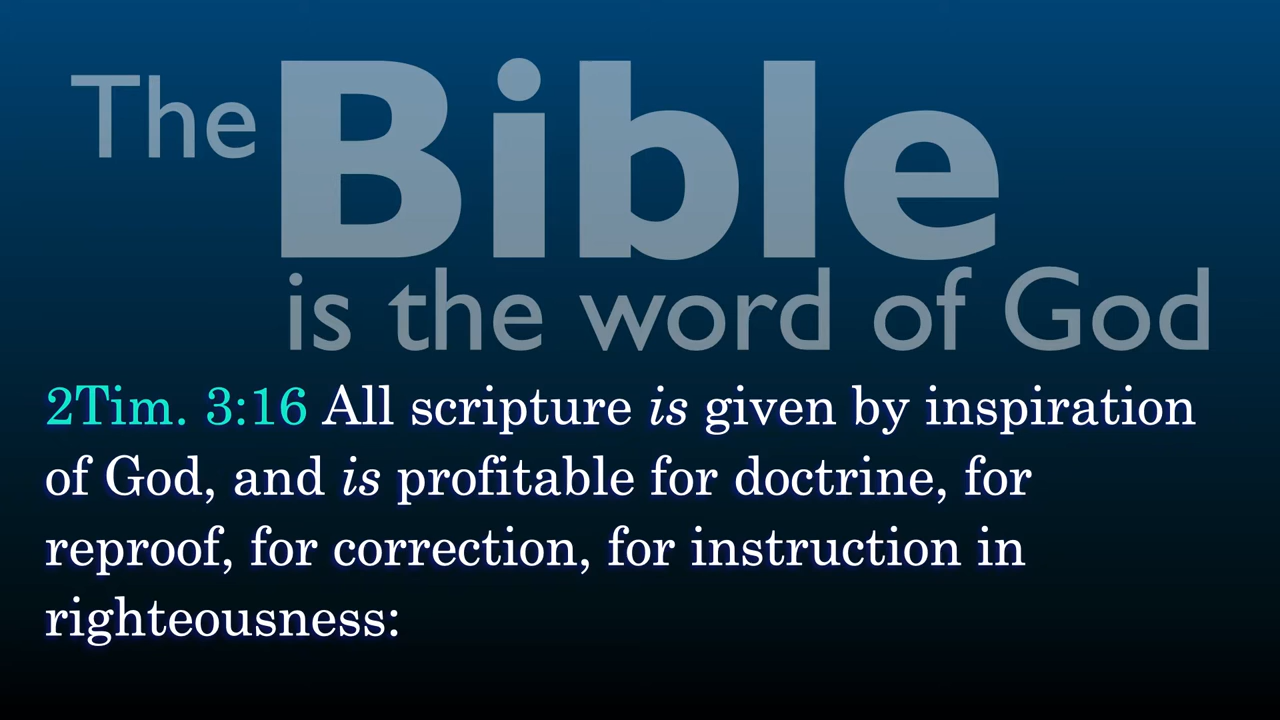 The Bible
is the word of God
2Tim. 3:16 All scripture is given by inspiration
of God, and is profitable for doctrine, for
reproof, for correction, for instruction in
righteousness: